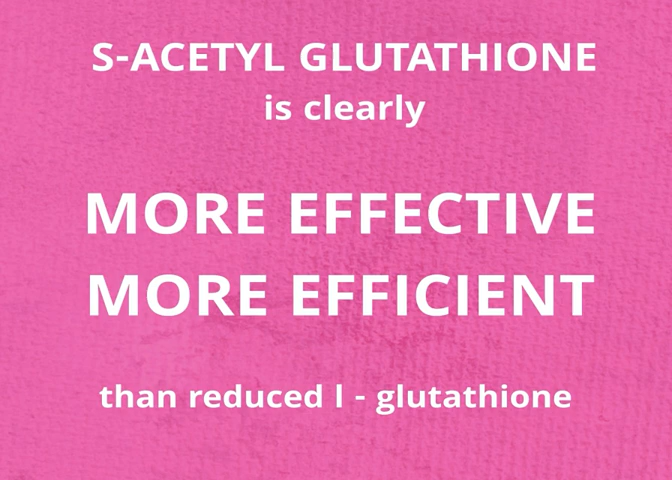 S-ACETYL GLUTATHIONE
is clearly
MORE EFFECTIVE
MORE EFFICIENT
than reduced l - glutathione